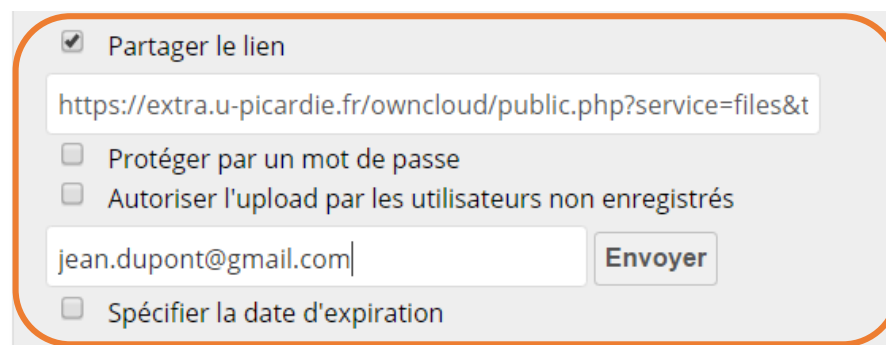 Partager le lien
https://extra.u-picardie.fr/owncloud/public.php?service=files&t
Protéger par un mot de passe
Autoriser l'upload par les utilisateurs non enregistrés
jean.dupont@gmail.com Envoyer
Spécifier la date d'expiration